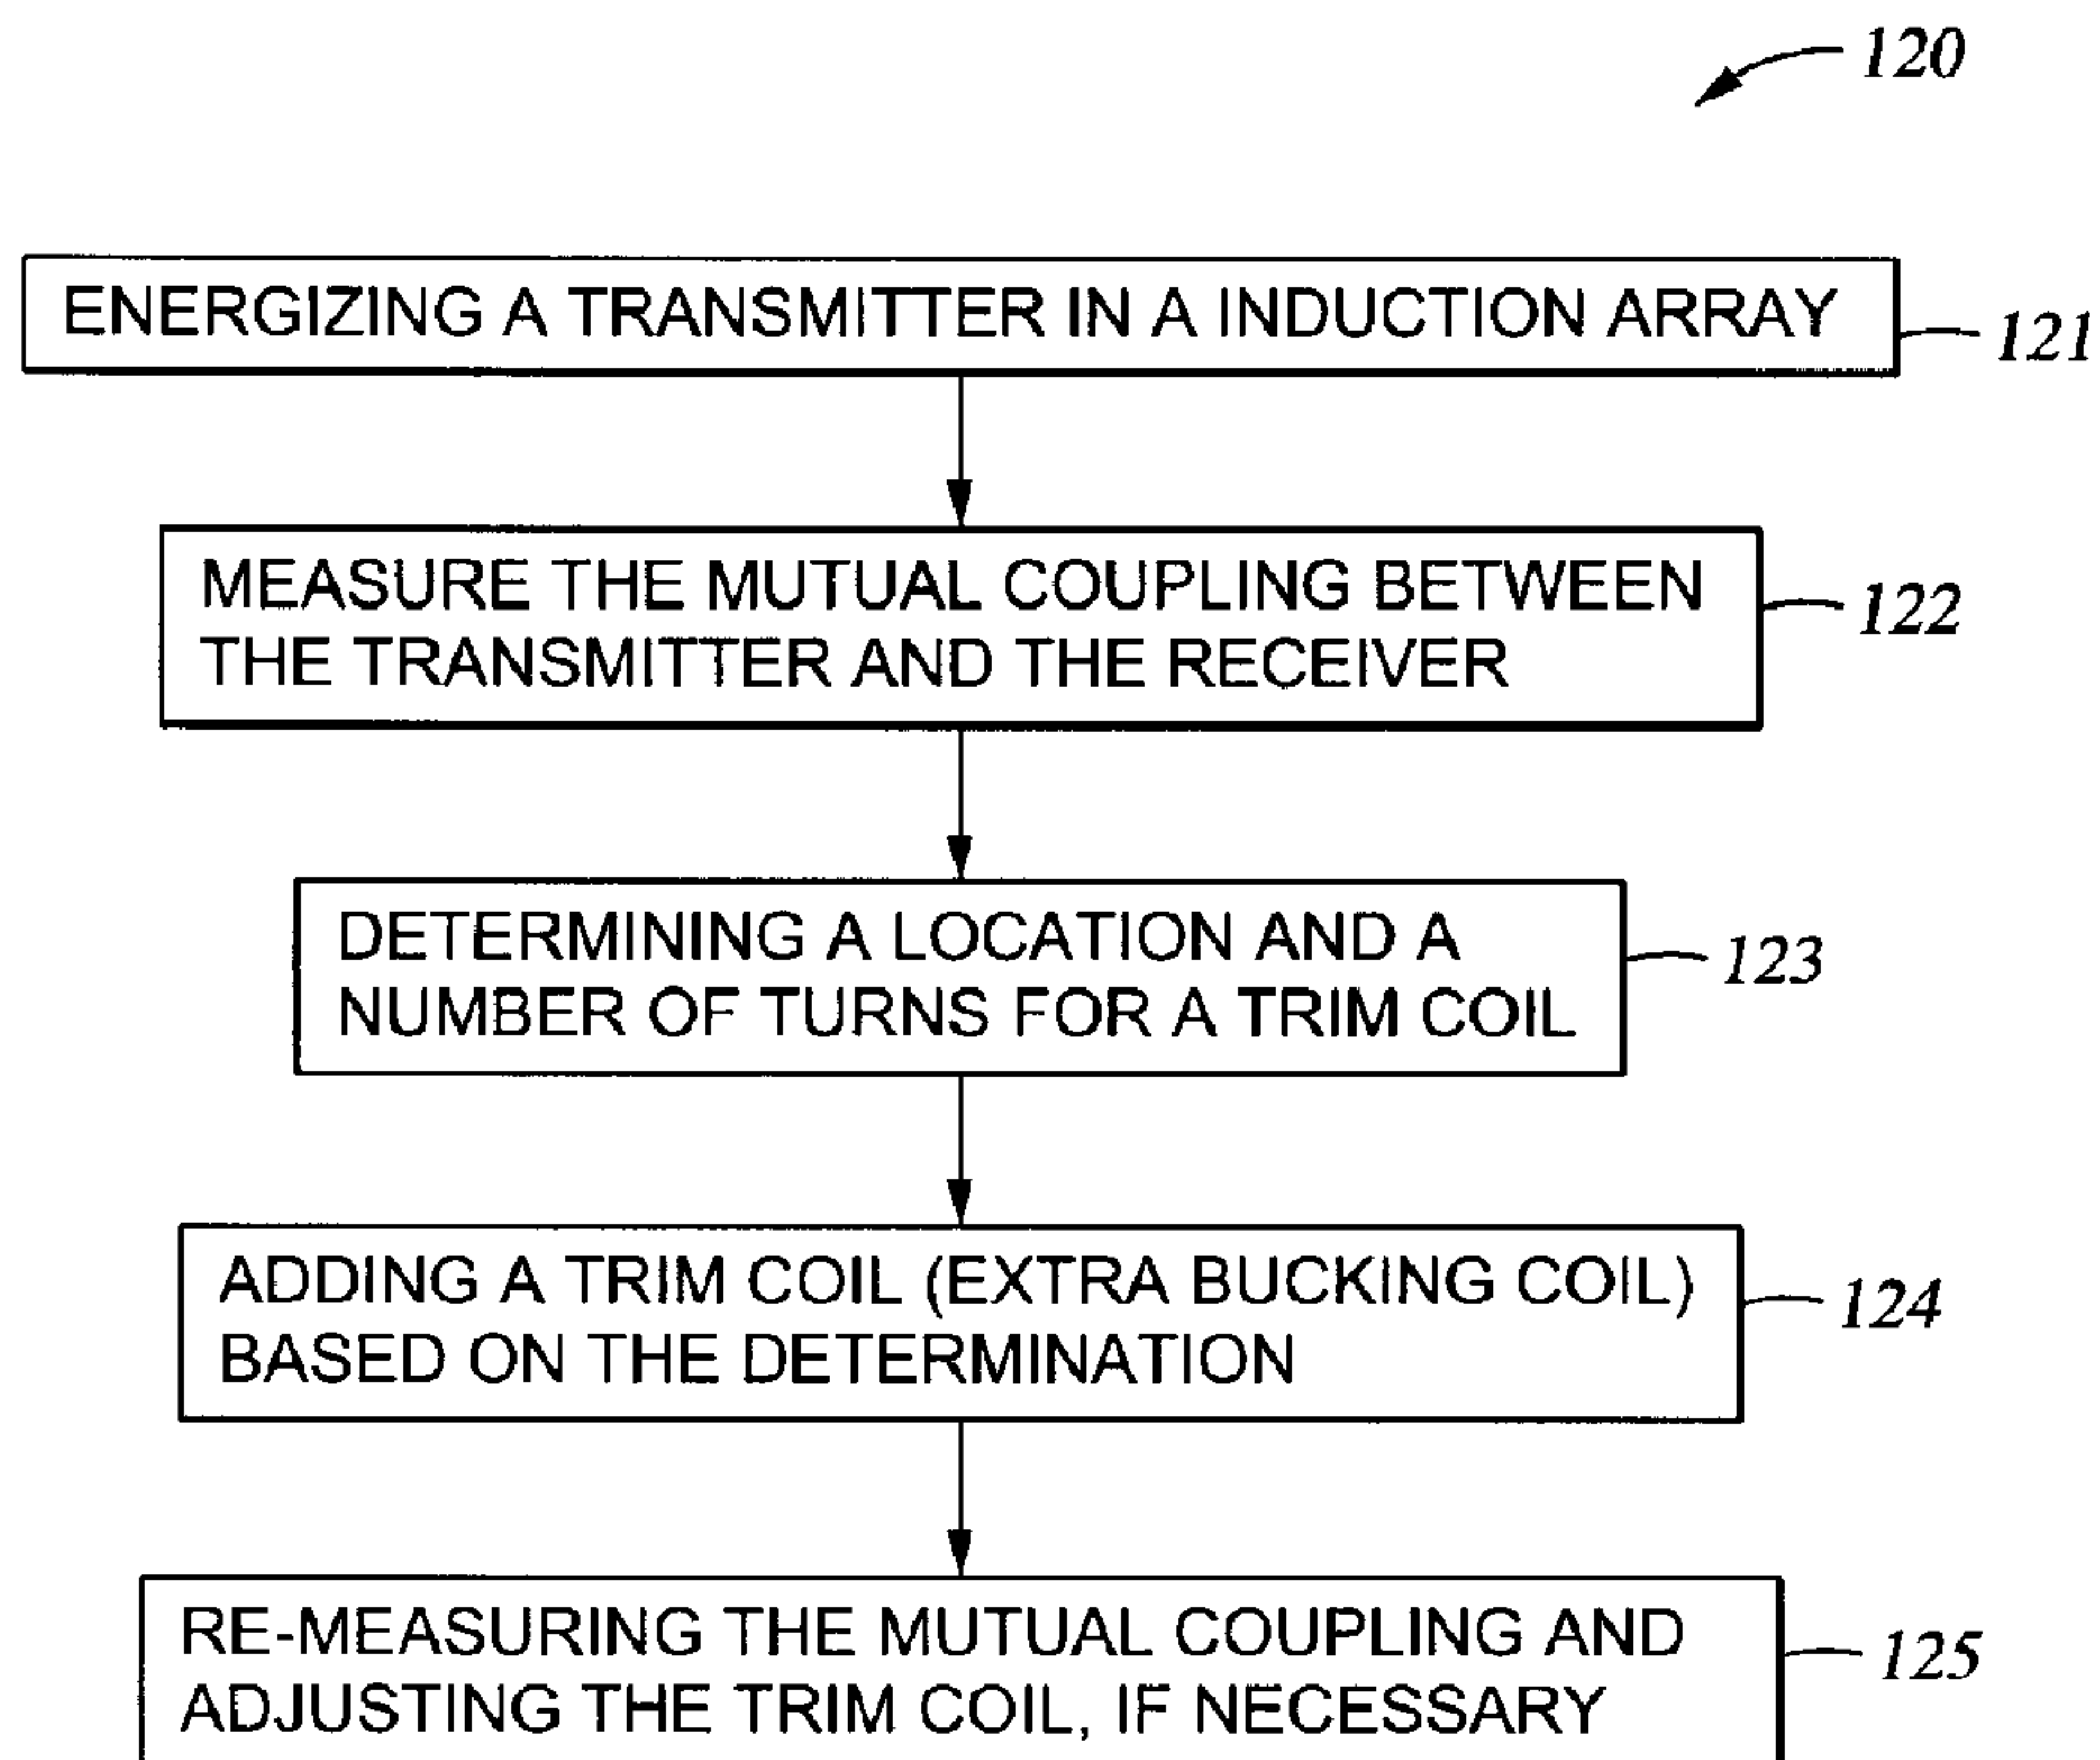 120
ENERGIZING A TRANSMITTER IN A INDUCTION ARRAY
121
MEASURE THE MUTUAL COUPLING BETWEEN
THE TRANSMITTER AND THE RECEIVER
122
DETERMINING A LOCATION AND A
NUMBER OF TURNS FOR A TRIM COIL
123
ADDING A TRIM COIL (EXTRA BUCKING COIL)
BASED ON THE DETERMINATION
124
RE-MEASURING THE MUTUAL COUPLING AND
ADJUSTING THE TRIM COIL, IF NECESSARY
125